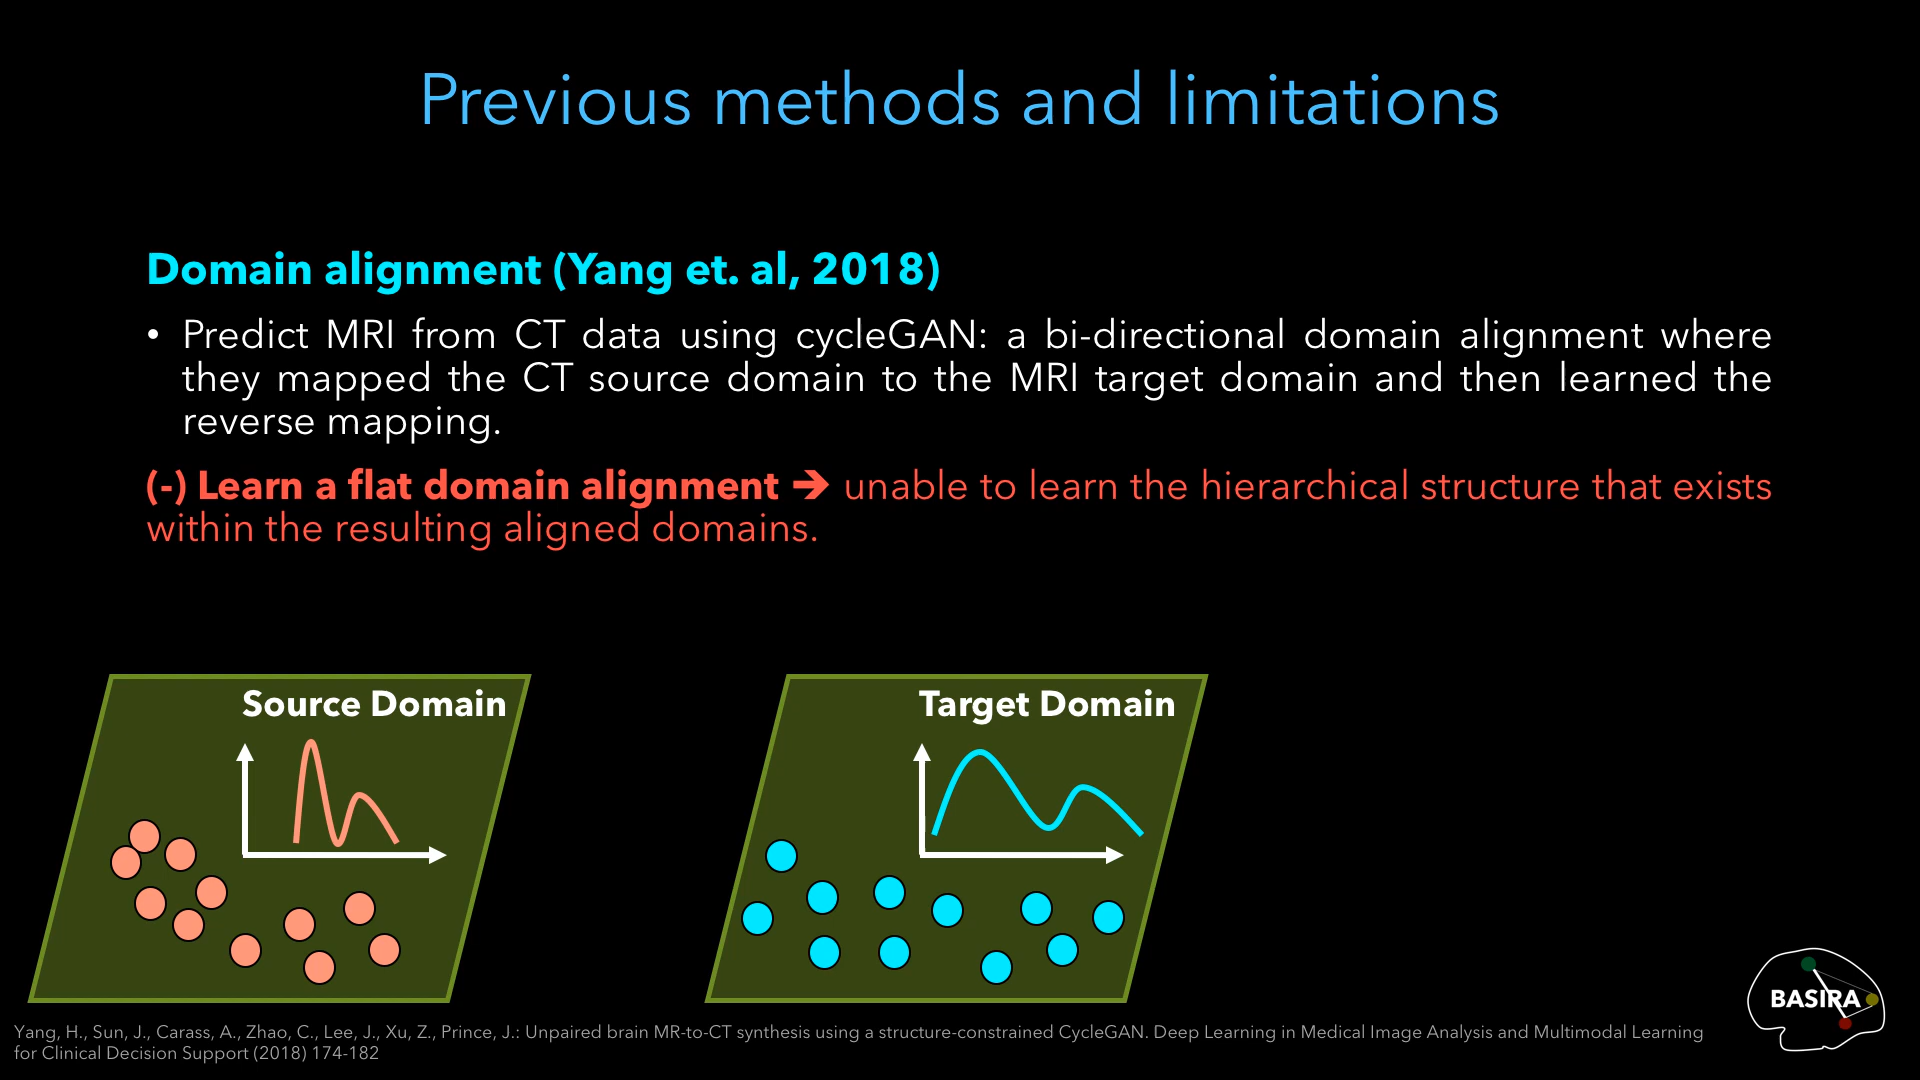 Previous methods and limitations
Domain alignment (Yang et. al, 2018)
• Predict MRI from CT data using cycleGAN: a bi-directional domain alignment where
they mapped the CT source domain to the MRI target domain and then learned the
reverse mapping.
(-) Learn a flat domain alignment ➔ unable to learn the hierarchical structure that exists
within the resulting aligned domains.
Source Domain
Target Domain
BASIRA
Yang, H., Sun, J., Carass, A., Zhao, C., Lee, J., Xu, Z., Prince, J.: Unpaired brain MR-to-CT synthesis using a structure-constrained CycleGAN. Deep Learning in Medical Image Analysis and Multimodal Learning
for Clinical Decision Support (2018) 174-182